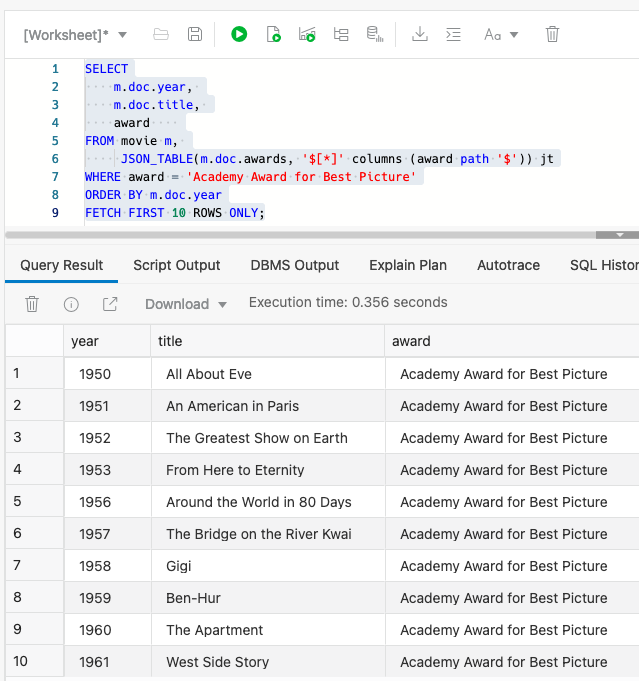 [Worksheet]*
Aa
1 SELECT
2 m.doc.year,
3 m.doc.title,
4 award
5 FROM movie m,
6 JSON_TABLE(m.doc.awards, '$[*]' columns (award path '$')) jt
7 WHERE award = 'Academy Award for Best Picture'
8 ORDER BY m.doc.year
9 FETCH FIRST 10 ROWS ONLY;
Query Result Script Output DBMS Output Explain Plan Autotrace SQL Histor
Download Execution time: 0.356 seconds
year title award
1 1950 All About Eve Academy Award for Best Picture
2 1951 An American in Paris Academy Award for Best Picture
3 1952 The Greatest Show on Earth Academy Award for Best Picture
4 1953 From Here to Eternity Academy Award for Best Picture
5 1956 Around the World in 80 Days Academy Award for Best Picture
6 1957 The Bridge on the River Kwai Academy Award for Best Picture
7 1958 Gigi Academy Award for Best Picture
8 1959 Ben-Hur Academy Award for Best Picture
9 1960 The Apartment Academy Award for Best Picture
10 1961 West Side Story Academy Award for Best Picture